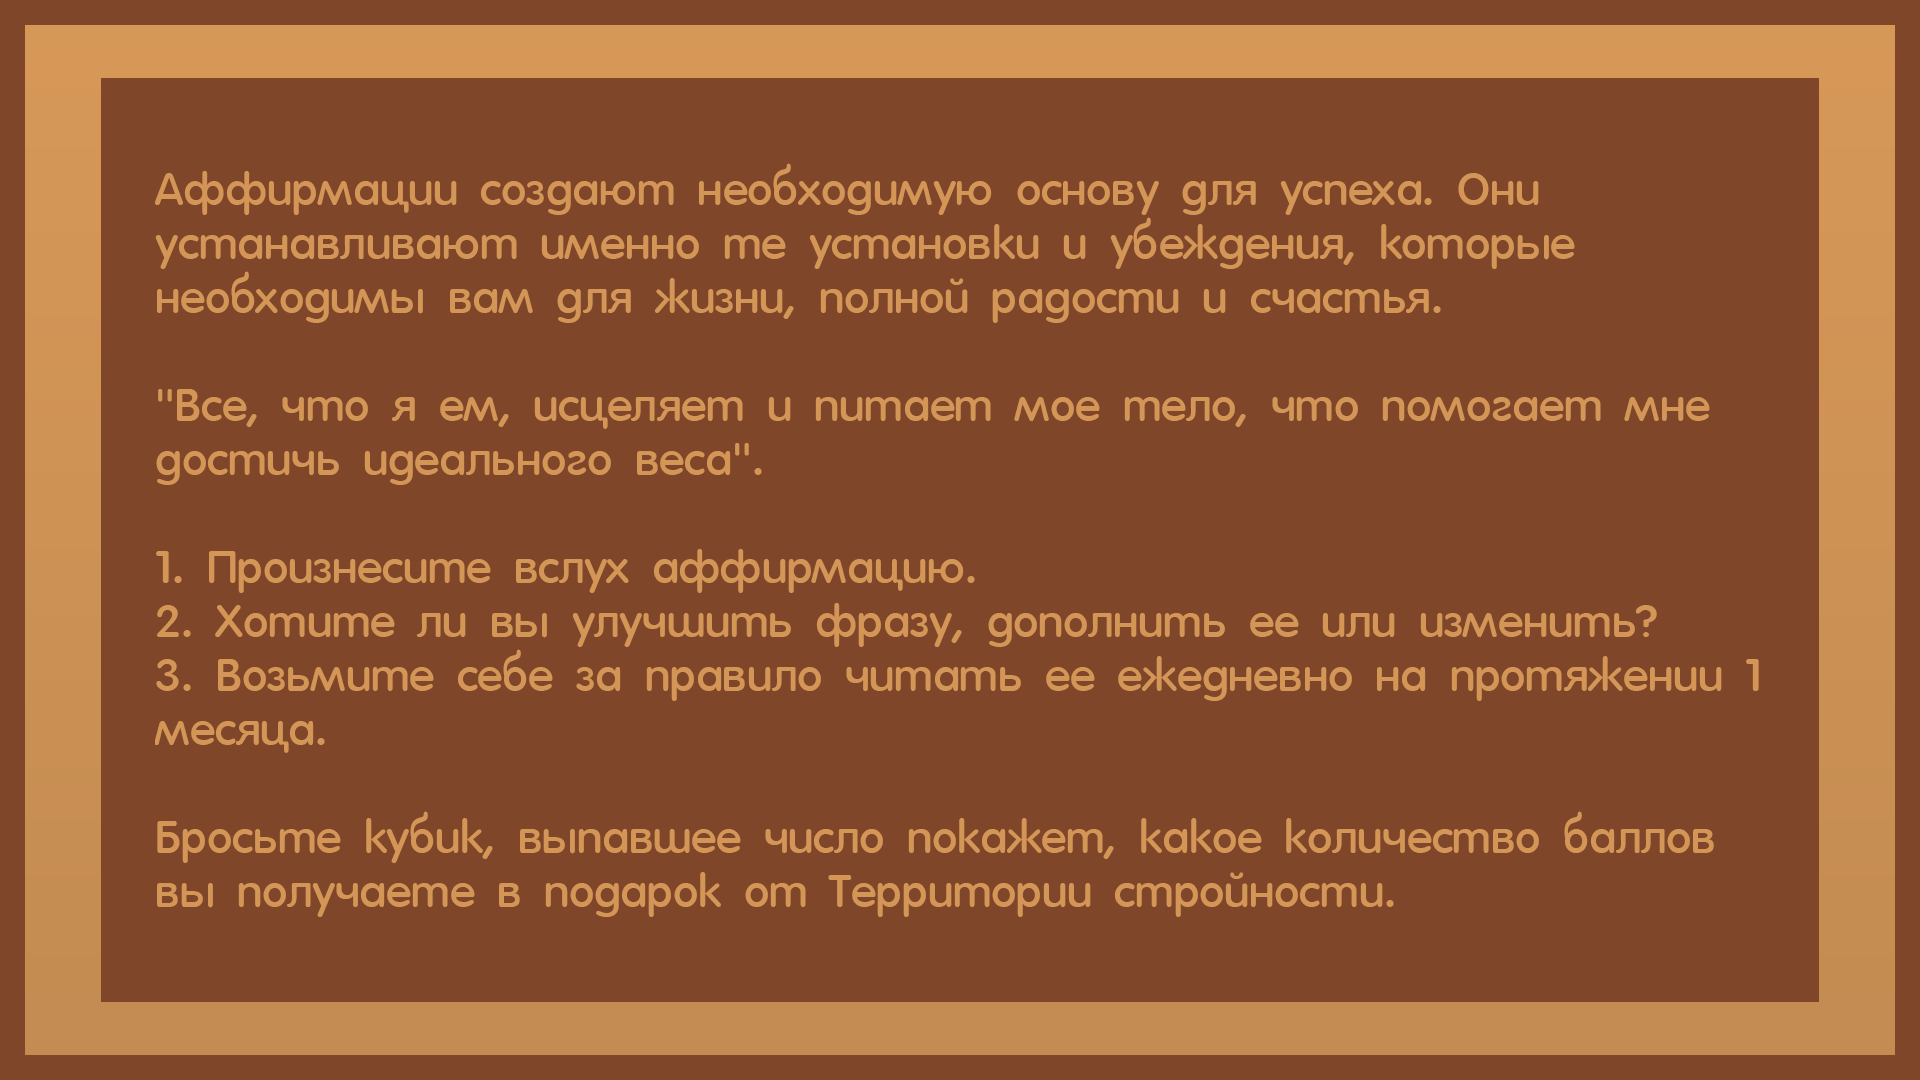 Аффирмации создают необходимую основу для успеха. Они
устанавливают именно те установки и убеждения, которые
необходимы вам для жизни, полной радости и счастья.
"Все, что я ем, исцеляет и питает мое тело, что помогает мне
достичь идеального веса".
1. Произнесите вслух аффирмацию.
2. Хотите ли вы улучшить фразу, дополнить ее или изменить?
3. Возьмите себе за правило читать ее ежедневно на протяжении 1
месяца.
Бросьте кубик, выпавшее число покажет, какое количество баллов
вы получаете в подарок от Территории стройности.